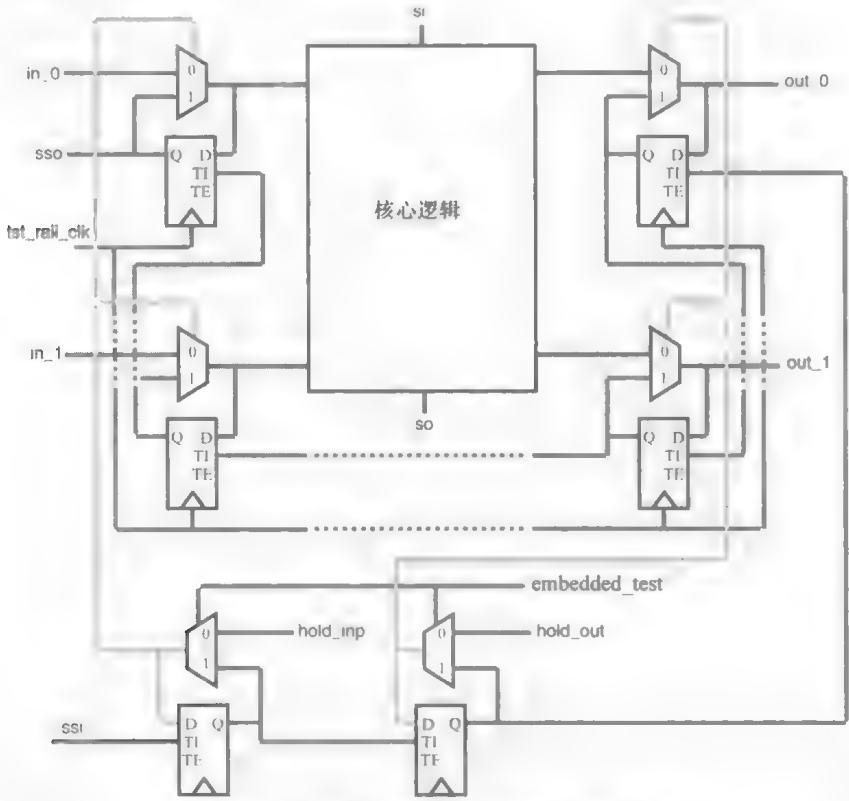 si
in_0
0
1
sso
Q D
TI
TE
tst_rail_clk
核心逻辑
0
1
out_0
Q D
TI
TE
in_1
0
1
Q D
TI
TE
so
0
1
out_1
Q D
TI
TE
embedded_test
0
1
hold_inp
0
1
hold_out
ssi
D Q
TI
TE
D Q
TI
TE